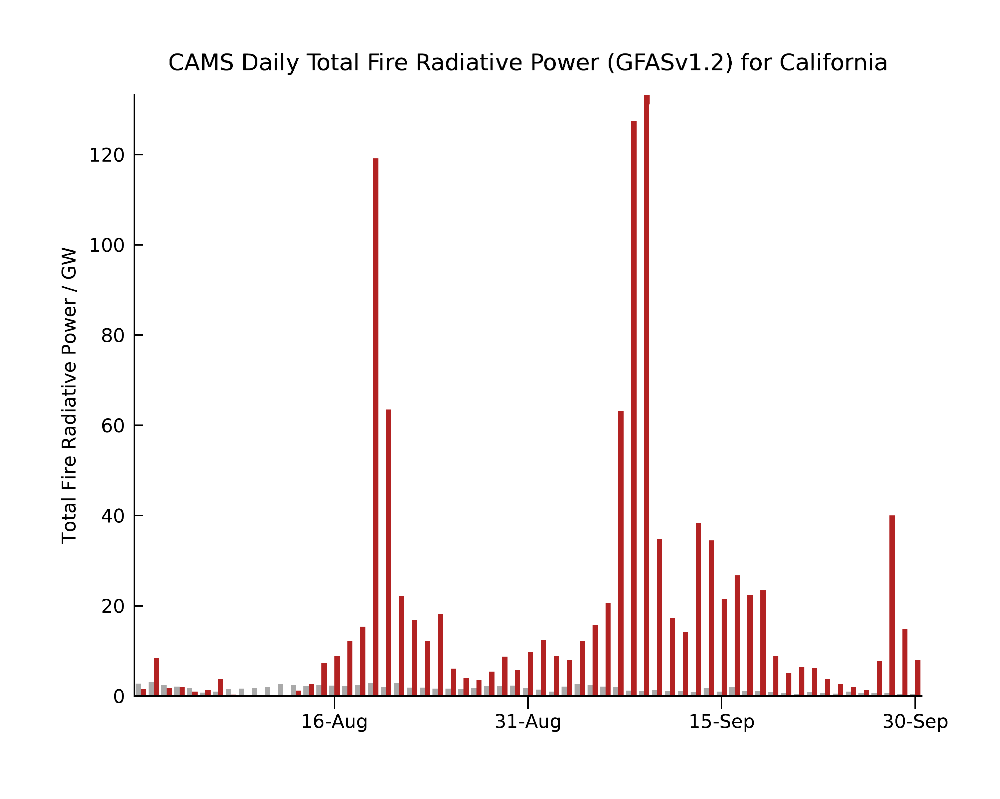 CAMS Daily Total Fire Radiative Power (GFASv1.2) for California
Total Fire Radiative Power / GW
120
100
80
60
40
20
0
16-Aug
31-Aug
15-Sep
30-Sep